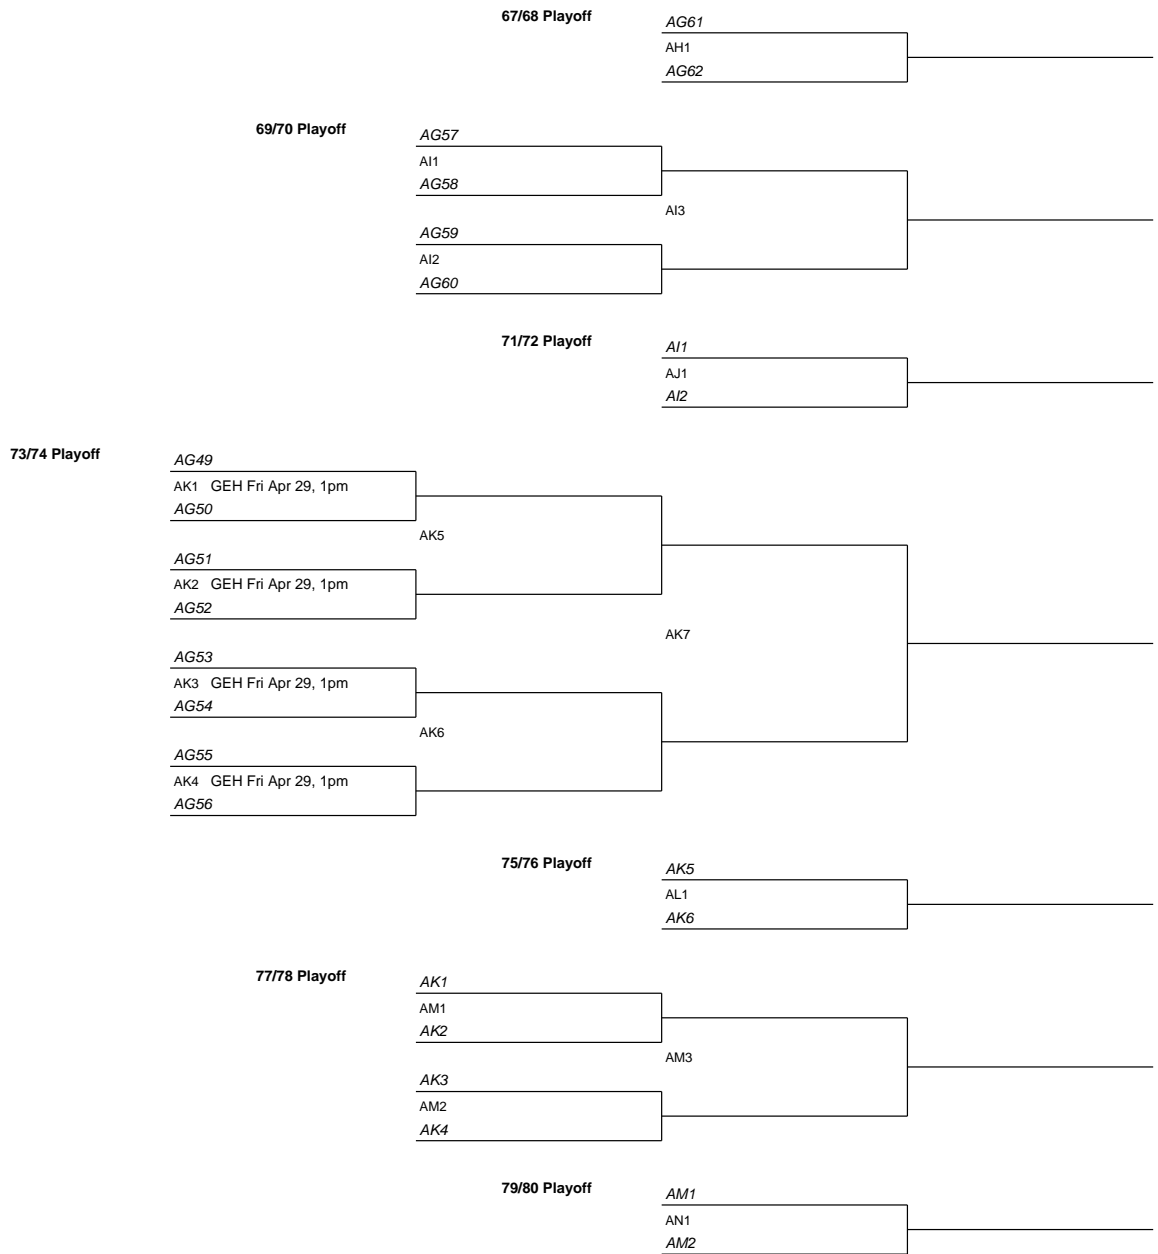 67/68 Playoff
AG61
AH1
AG62
69/70 Playoff
AG57
AI1
AG58
AI3
AG59
AI2
AG60
71/72 Playoff
AI1
AJ1
AI2
73/74 Playoff
AG49
AK1 GEH Fri Apr 29, 1pm
AG50
AK5
AG51
AK2 GEH Fri Apr 29, 1pm
AG52
AK7
AG53
AK3 GEH Fri Apr 29, 1pm
AG54
AK6
AG55
AK4 GEH Fri Apr 29, 1pm
AG56
75/76 Playoff
AK5
AL1
AK6
77/78 Playoff
AK1
AM1
AK2
AM3
AK3
AM2
AK4
79/80 Playoff
AM1
AN1
AM2